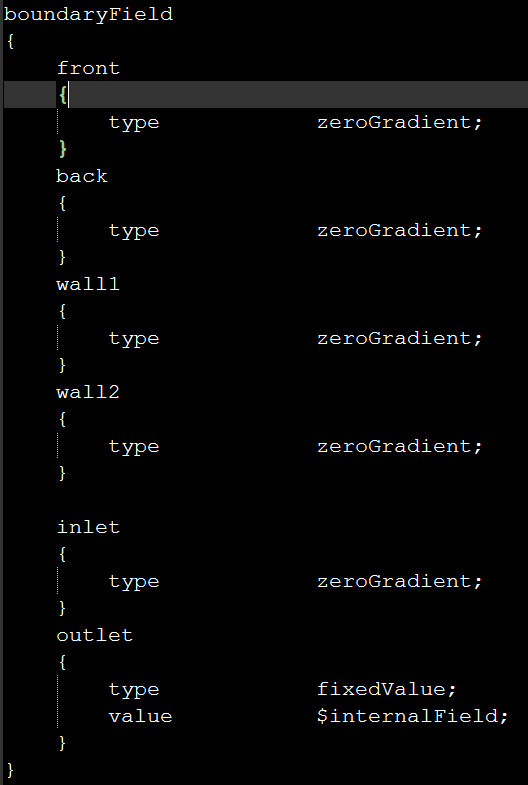 boundaryField
{
    front
    {
        type            zeroGradient;
    }
    back
    {
        type            zeroGradient;
    }
    wall1
    {
        type            zeroGradient;
    }
    wall2
    {
        type            zeroGradient;
    }

    inlet
    {
        type            zeroGradient;
    }
    outlet
    {
        type            fixedValue;
        value           $internalField;
    }
}